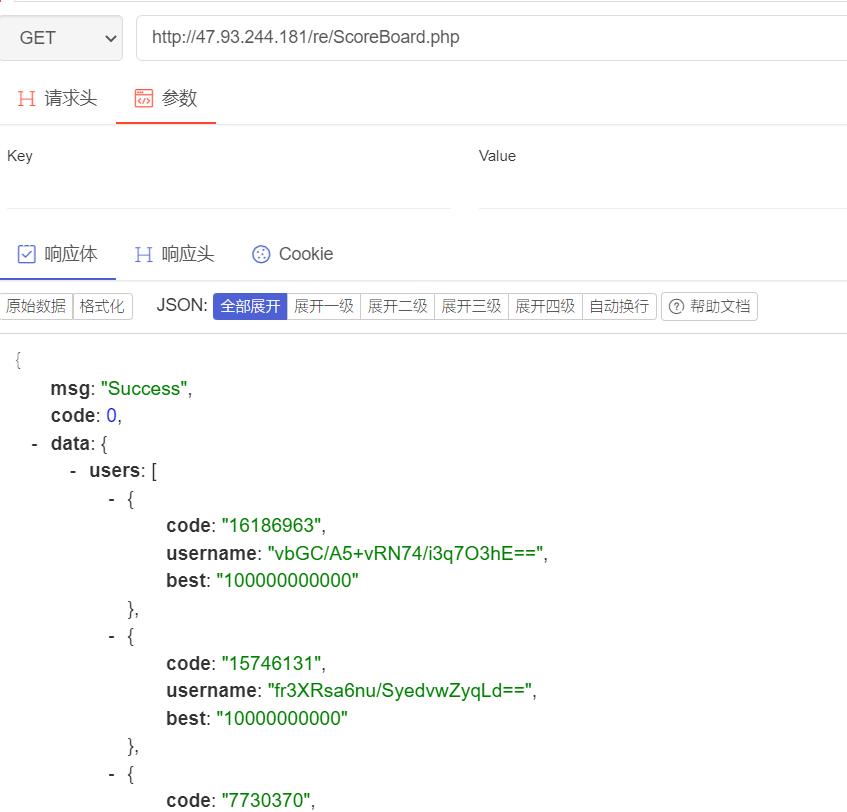 GET http://47.93.244.181/re/ScoreBoard.php
请求头 参数
Key Value
响应体 响应头 Cookie
原始数据 格式化 JSON: 全部展开 展开一级 展开二级 展开三级 展开四级 自动换行 帮助文档
{
msg: "Success",
code: 0,
- data: {
- users: [
- {
code: "16186963",
username: "vbGC/A5+vRN74/i3q7O3hE==",
best: "100000000000"
},
- {
code: "15746131",
username: "fr3XRsa6nu/SyedvwZyqLd==",
best: "10000000000"
},
- {
code: "7730370",